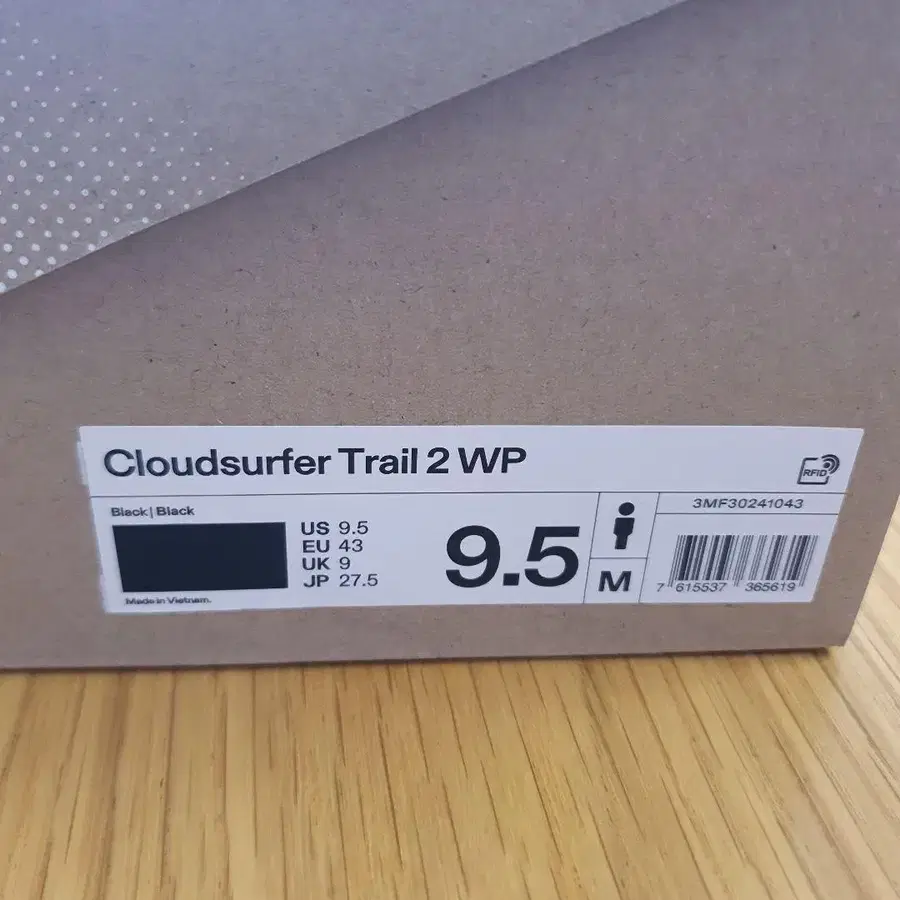 Cloudsurfer Trail 2 WP
RFID
Black | Black
US 9.5
EU 43
UK 9
JP 27.5
Made in Vietnam.
9.5
M
3MF30241043
7 615537 365619